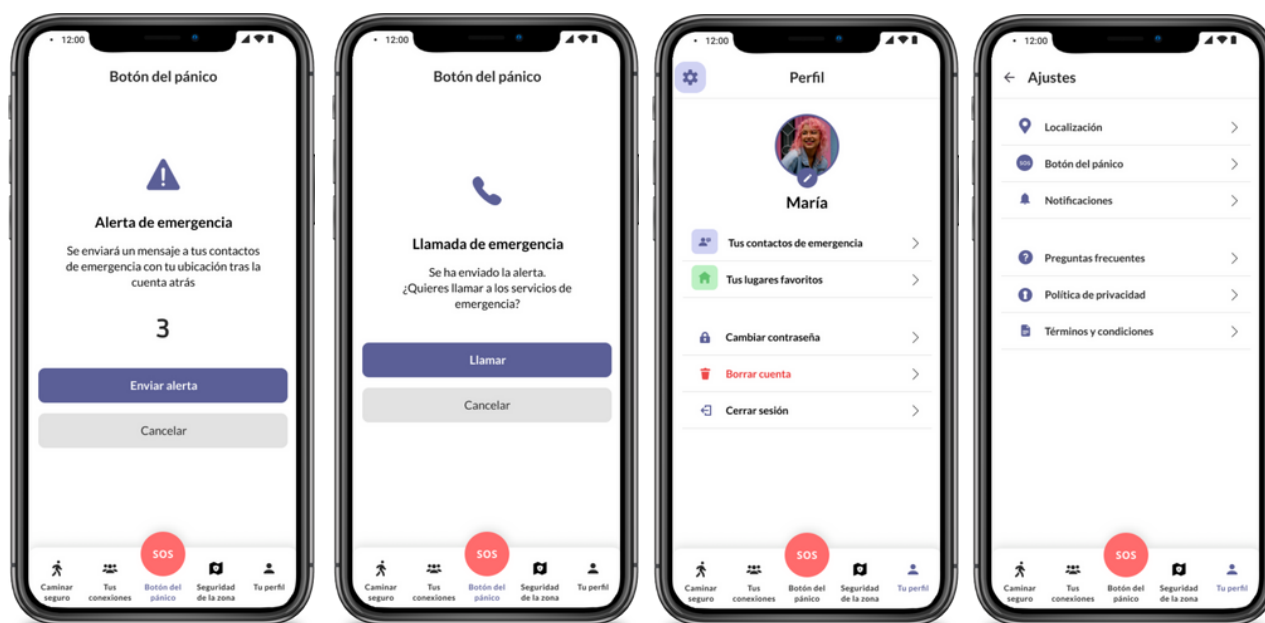 12:00
Botón del pánico
Alerta de emergencia
Se enviará un mensaje a tus contactos
de emergencia con tu ubicación tras la
cuenta atrás
3
Enviar alerta
Cancelar
SOS
Caminar
seguro
Tus
conexiones
Botón del
pánico
Seguridad
de la zona
Tu perfil
12:00
Botón del pánico
Llamada de emergencia
Se ha enviado la alerta.
¿Quieres llamar a los servicios de
emergencia?
Llamar
Cancelar
SOS
Caminar
seguro
Tus
conexiones
Botón del
pánico
Seguridad
de la zona
Tu perfil
12:00
Perfil
María
Tus contactos de emergencia
Tus lugares favoritos
Cambiar contraseña
Borrar cuenta
Cerrar sesión
SOS
Caminar
seguro
Tus
conexiones
Botón del
pánico
Seguridad
de la zona
Tu perfil
12:00
Ajustes
Localización
SOS
Botón del pánico
Notificaciones
Preguntas frecuentes
Política de privacidad
Términos y condiciones
SOS
Caminar
seguro
Tus
conexiones
Botón del
pánico
Seguridad
de la zona
Tu perfil